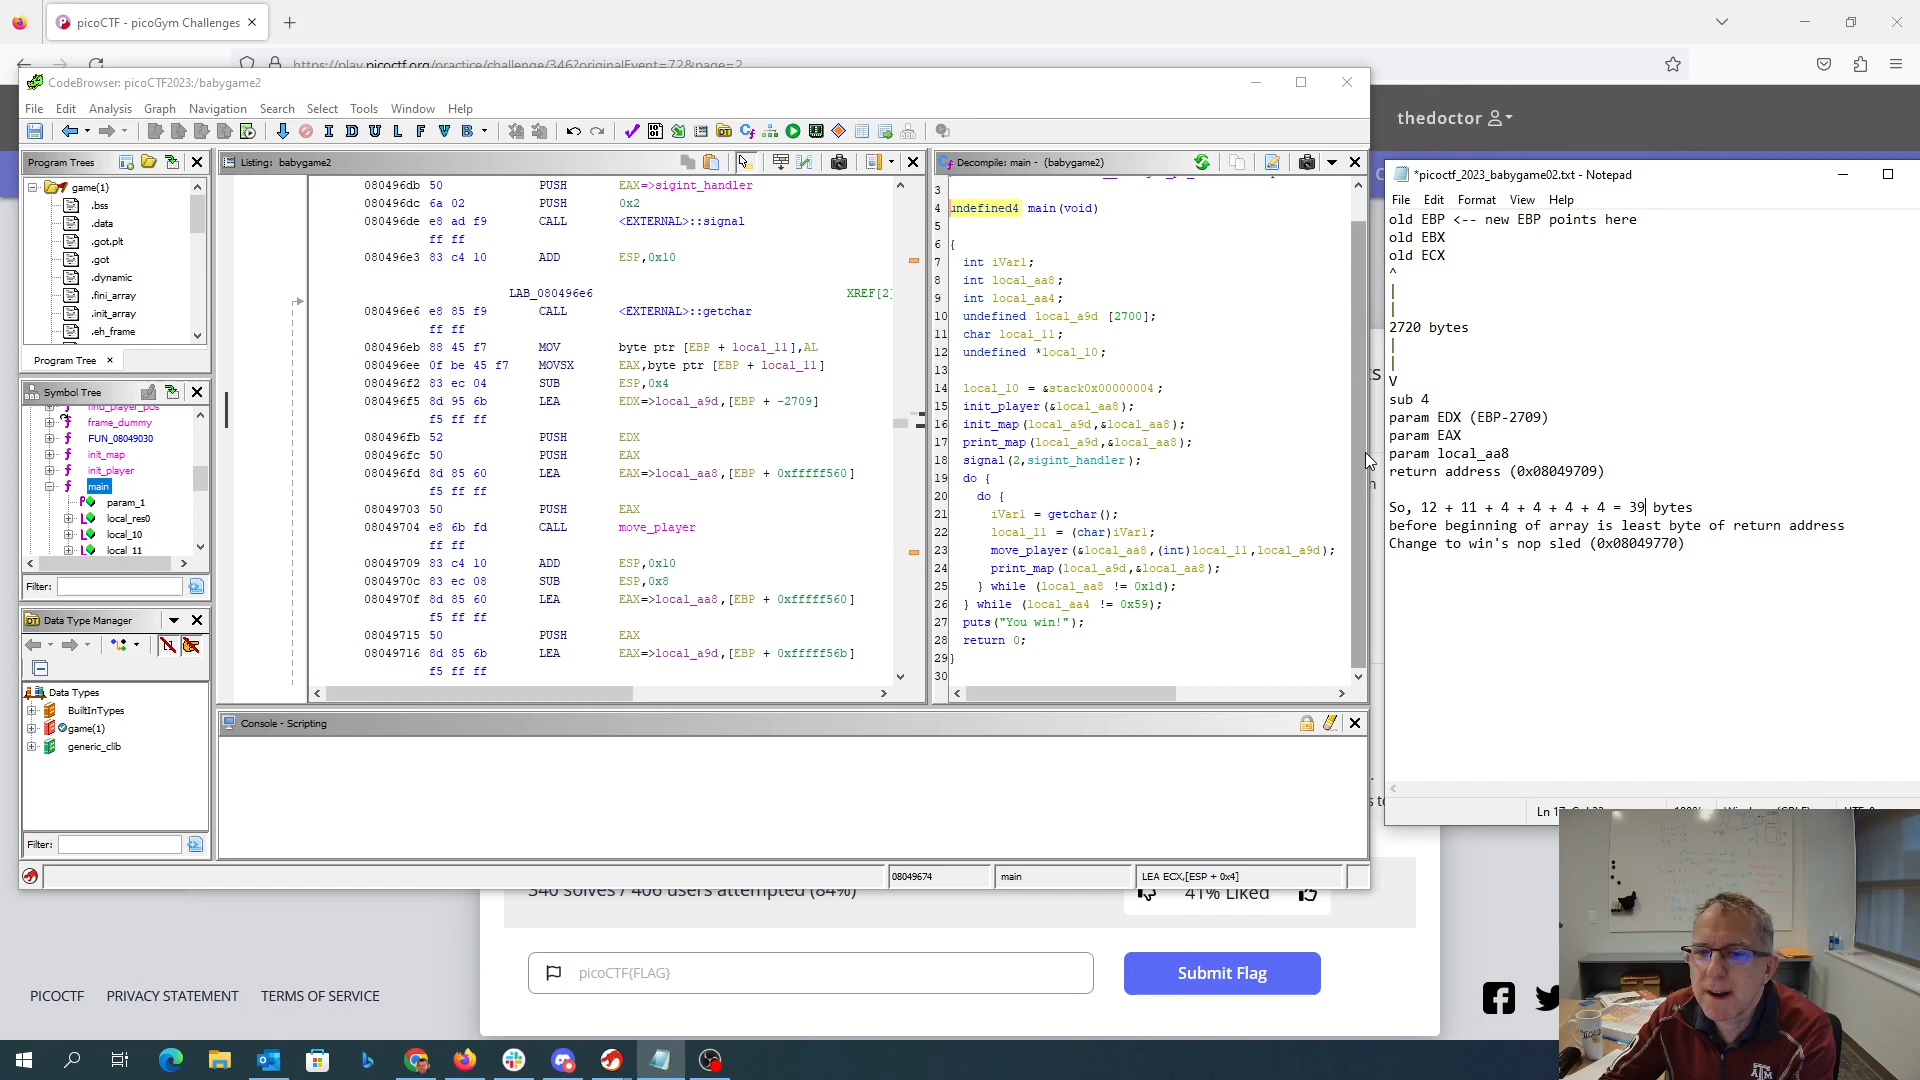 picoCTF - picoGym Challenges
https://play.picoctf.org/practice/challenge/346?originalEvent=72&page=2
CodeBrowser: picoCTF2023:/babygame2
File Edit Analysis Graph Navigation Search Select Tools Window Help
I D U L F V B
thedoctor
Program Trees
game(1)
.bss
.data
.got.plt
.got
.dynamic
.fini_array
.init_array
.eh_frame
Program Tree
Symbol Tree
find_player_pos
frame_dummy
FUN_08049030
init_map
init_player
main
param_1
local_res0
local_10
local_11
Filter:
Data Type Manager
Data Types
BuiltInTypes
game(1)
generic_clib
Filter:
Listing: babygame2
080496db 50 PUSH EAX=>sigint_handler
080496dc 6a 02 PUSH 0x2
080496de e8 ad f9 CALL <EXTERNAL>::signal
ff ff
080496e3 83 c4 10 ADD ESP,0x10
LAB_080496e6 XREF[2]
080496e6 e8 85 f9 CALL <EXTERNAL>::getchar
ff ff
080496eb 88 45 f7 MOV byte ptr [EBP + local_11],AL
080496ee 0f be 45 f7 MOVSX EAX,byte ptr [EBP + local_11]
080496f2 83 ec 04 SUB ESP,0x4
080496f5 8d 95 6b LEA EDX=>local_a9d,[EBP + -2709]
f5 ff ff
080496fb 52 PUSH EDX
080496fc 50 PUSH EAX
080496fd 8d 85 60 LEA EAX=>local_aa8,[EBP + 0xfffff560]
f5 ff ff
08049703 50 PUSH EAX
08049704 e8 6b fd CALL move_player
ff ff
08049709 83 c4 10 ADD ESP,0x10
0804970c 83 ec 08 SUB ESP,0x8
0804970f 8d 85 60 LEA EAX=>local_aa8,[EBP + 0xfffff560]
f5 ff ff
08049715 50 PUSH EAX
08049716 8d 85 6b LEA EAX=>local_a9d,[EBP + 0xfffff56b]
f5 ff ff
Decompile: main - (babygame2)
3
4 undefined4 main(void)
5
6 {
7 int iVar1;
8 int local_aa8;
9 int local_aa4;
10 undefined local_a9d [2700];
11 char local_11;
12 undefined *local_10;
13
14 local_10 = &stack0x00000004;
15 init_player(&local_aa8);
16 init_map(local_a9d,&local_aa8);
17 print_map(local_a9d,&local_aa8);
18 signal(2,sigint_handler);
19 do {
20 do {
21 iVar1 = getchar();
22 local_11 = (char)iVar1;
23 move_player(&local_aa8,(int)local_11,local_a9d);
24 print_map(local_a9d,&local_aa8);
25 } while (local_aa8 != 0x1d);
26 } while (local_aa4 != 0x59);
27 puts("You win!");
28 return 0;
29 }
30
Console - Scripting
08049674 main LEA ECX,[ESP + 0x4]
*picoctf_2023_babygame02.txt - Notepad
File Edit Format View Help
old EBP <-- new EBP points here
old EBX
old ECX
^
|
|
2720 bytes
|
|
V
sub 4
param EDX (EBP-2709)
param EAX
param local_aa8
return address (0x08049709)
So, 12 + 11 + 4 + 4 + 4 + 4 = 39 bytes
before beginning of array is least byte of return address
Change to win's nop sled (0x08049770)
340 solves / 406 users attempted (84%)
41% Liked
picoCTF{FLAG}
Submit Flag
PICOCTF PRIVACY STATEMENT TERMS OF SERVICE